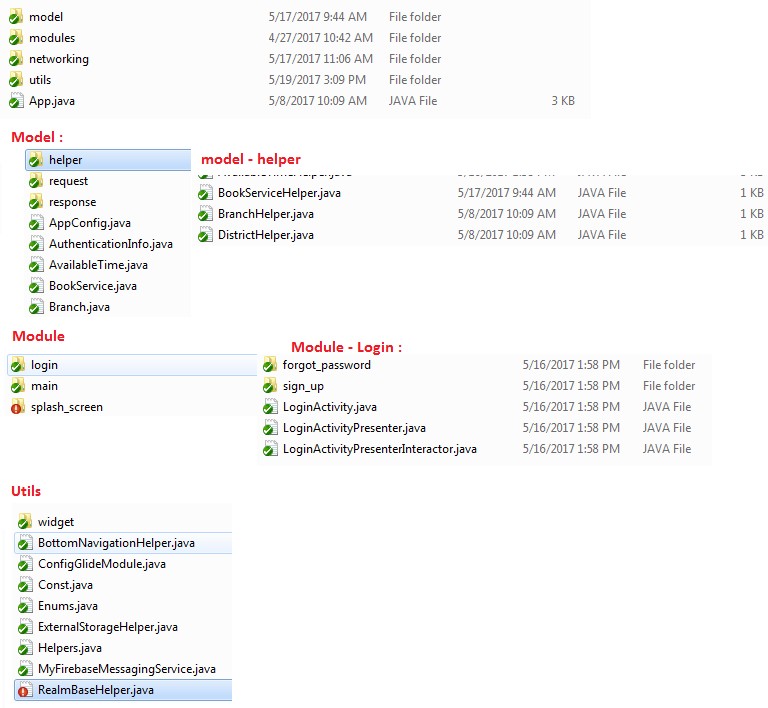 model 5/17/2017 9:44 AM File folder
modules 4/27/2017 10:42 AM File folder
networking 5/17/2017 11:06 AM File folder
utils 5/19/2017 3:09 PM File folder
App.java 5/8/2017 10:09 AM JAVA File 3 KB
Model :
helper
request
response
AppConfig.java
AuthenticationInfo.java
AvailableTime.java
BookService.java
Branch.java
model - helper
BookServiceHelper.java 5/17/2017 9:44 AM JAVA File 1 KB
BranchHelper.java 5/8/2017 10:09 AM JAVA File 1 KB
DistrictHelper.java 5/8/2017 10:09 AM JAVA File 1 KB
Module
login
main
splash_screen
Module - Login :
forgot_password 5/16/2017 1:58 PM File folder
sign_up 5/16/2017 1:58 PM File folder
LoginActivity.java 5/16/2017 1:58 PM JAVA File
LoginActivityPresenter.java 5/16/2017 1:58 PM JAVA File
LoginActivityPresenterInteractor.java 5/16/2017 1:58 PM JAVA File
Utils
widget
BottomNavigationHelper.java
ConfigGlideModule.java
Const.java
Enums.java
ExternalStorageHelper.java
Helpers.java
MyFirebaseMessagingService.java
RealmBaseHelper.java